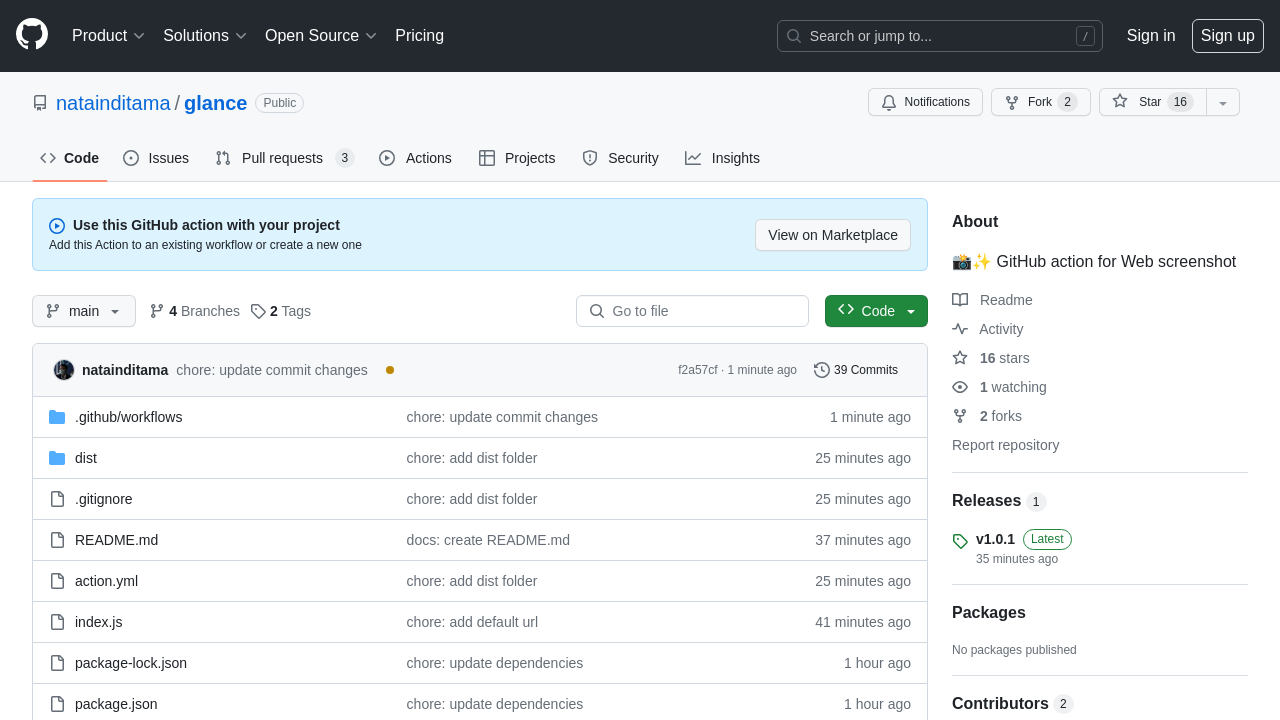 Product Solutions Open Source Pricing Search or jump to... / Sign in Sign up
natainditama / glance Public Notifications Fork 2 Star 16
Code Issues Pull requests 3 Actions Projects Security Insights
Use this GitHub action with your project
Add this Action to an existing workflow or create a new one
View on Marketplace
main 4 Branches 2 Tags Go to file Code
natainditama chore: update commit changes f2a57cf · 1 minute ago 39 Commits
.github/workflows chore: update commit changes 1 minute ago
dist chore: add dist folder 25 minutes ago
.gitignore chore: add dist folder 25 minutes ago
README.md docs: create README.md 37 minutes ago
action.yml chore: add dist folder 25 minutes ago
index.js chore: add default url 41 minutes ago
package-lock.json chore: update dependencies 1 hour ago
package.json chore: update dependencies 1 hour ago
About
📸✨ GitHub action for Web screenshot
Readme
Activity
16 stars
1 watching
2 forks
Report repository
Releases 1
v1.0.1 Latest
35 minutes ago
Packages
No packages published
Contributors 2